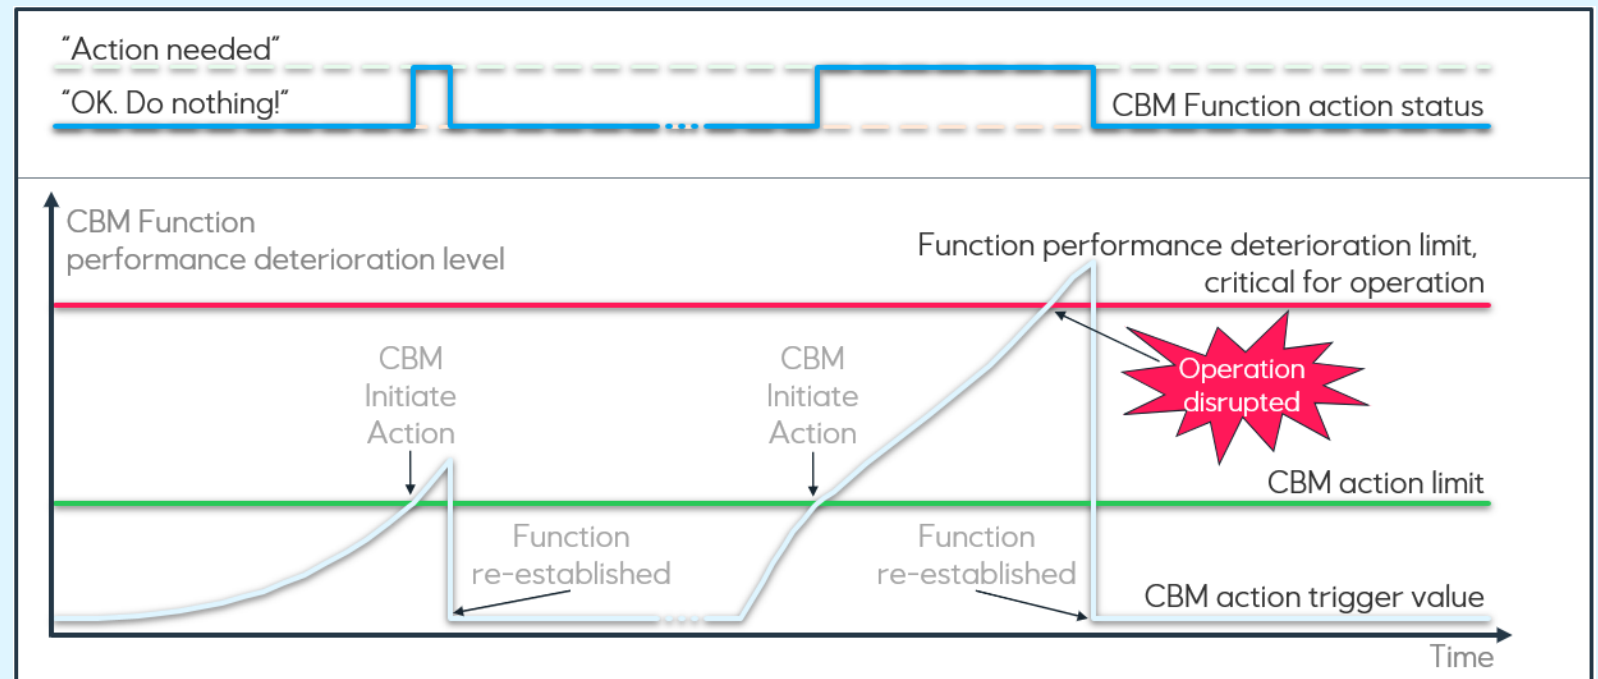 “Action needed”
“OK. Do nothing!”
CBM Function action status
CBM Function
performance deterioration level
Function performance deterioration limit,
critical for operation
CBM
Initiate
Action
CBM
Initiate
Action
Operation
disrupted
CBM action limit
Function
re-established
Function
re-established
CBM action trigger value
Time